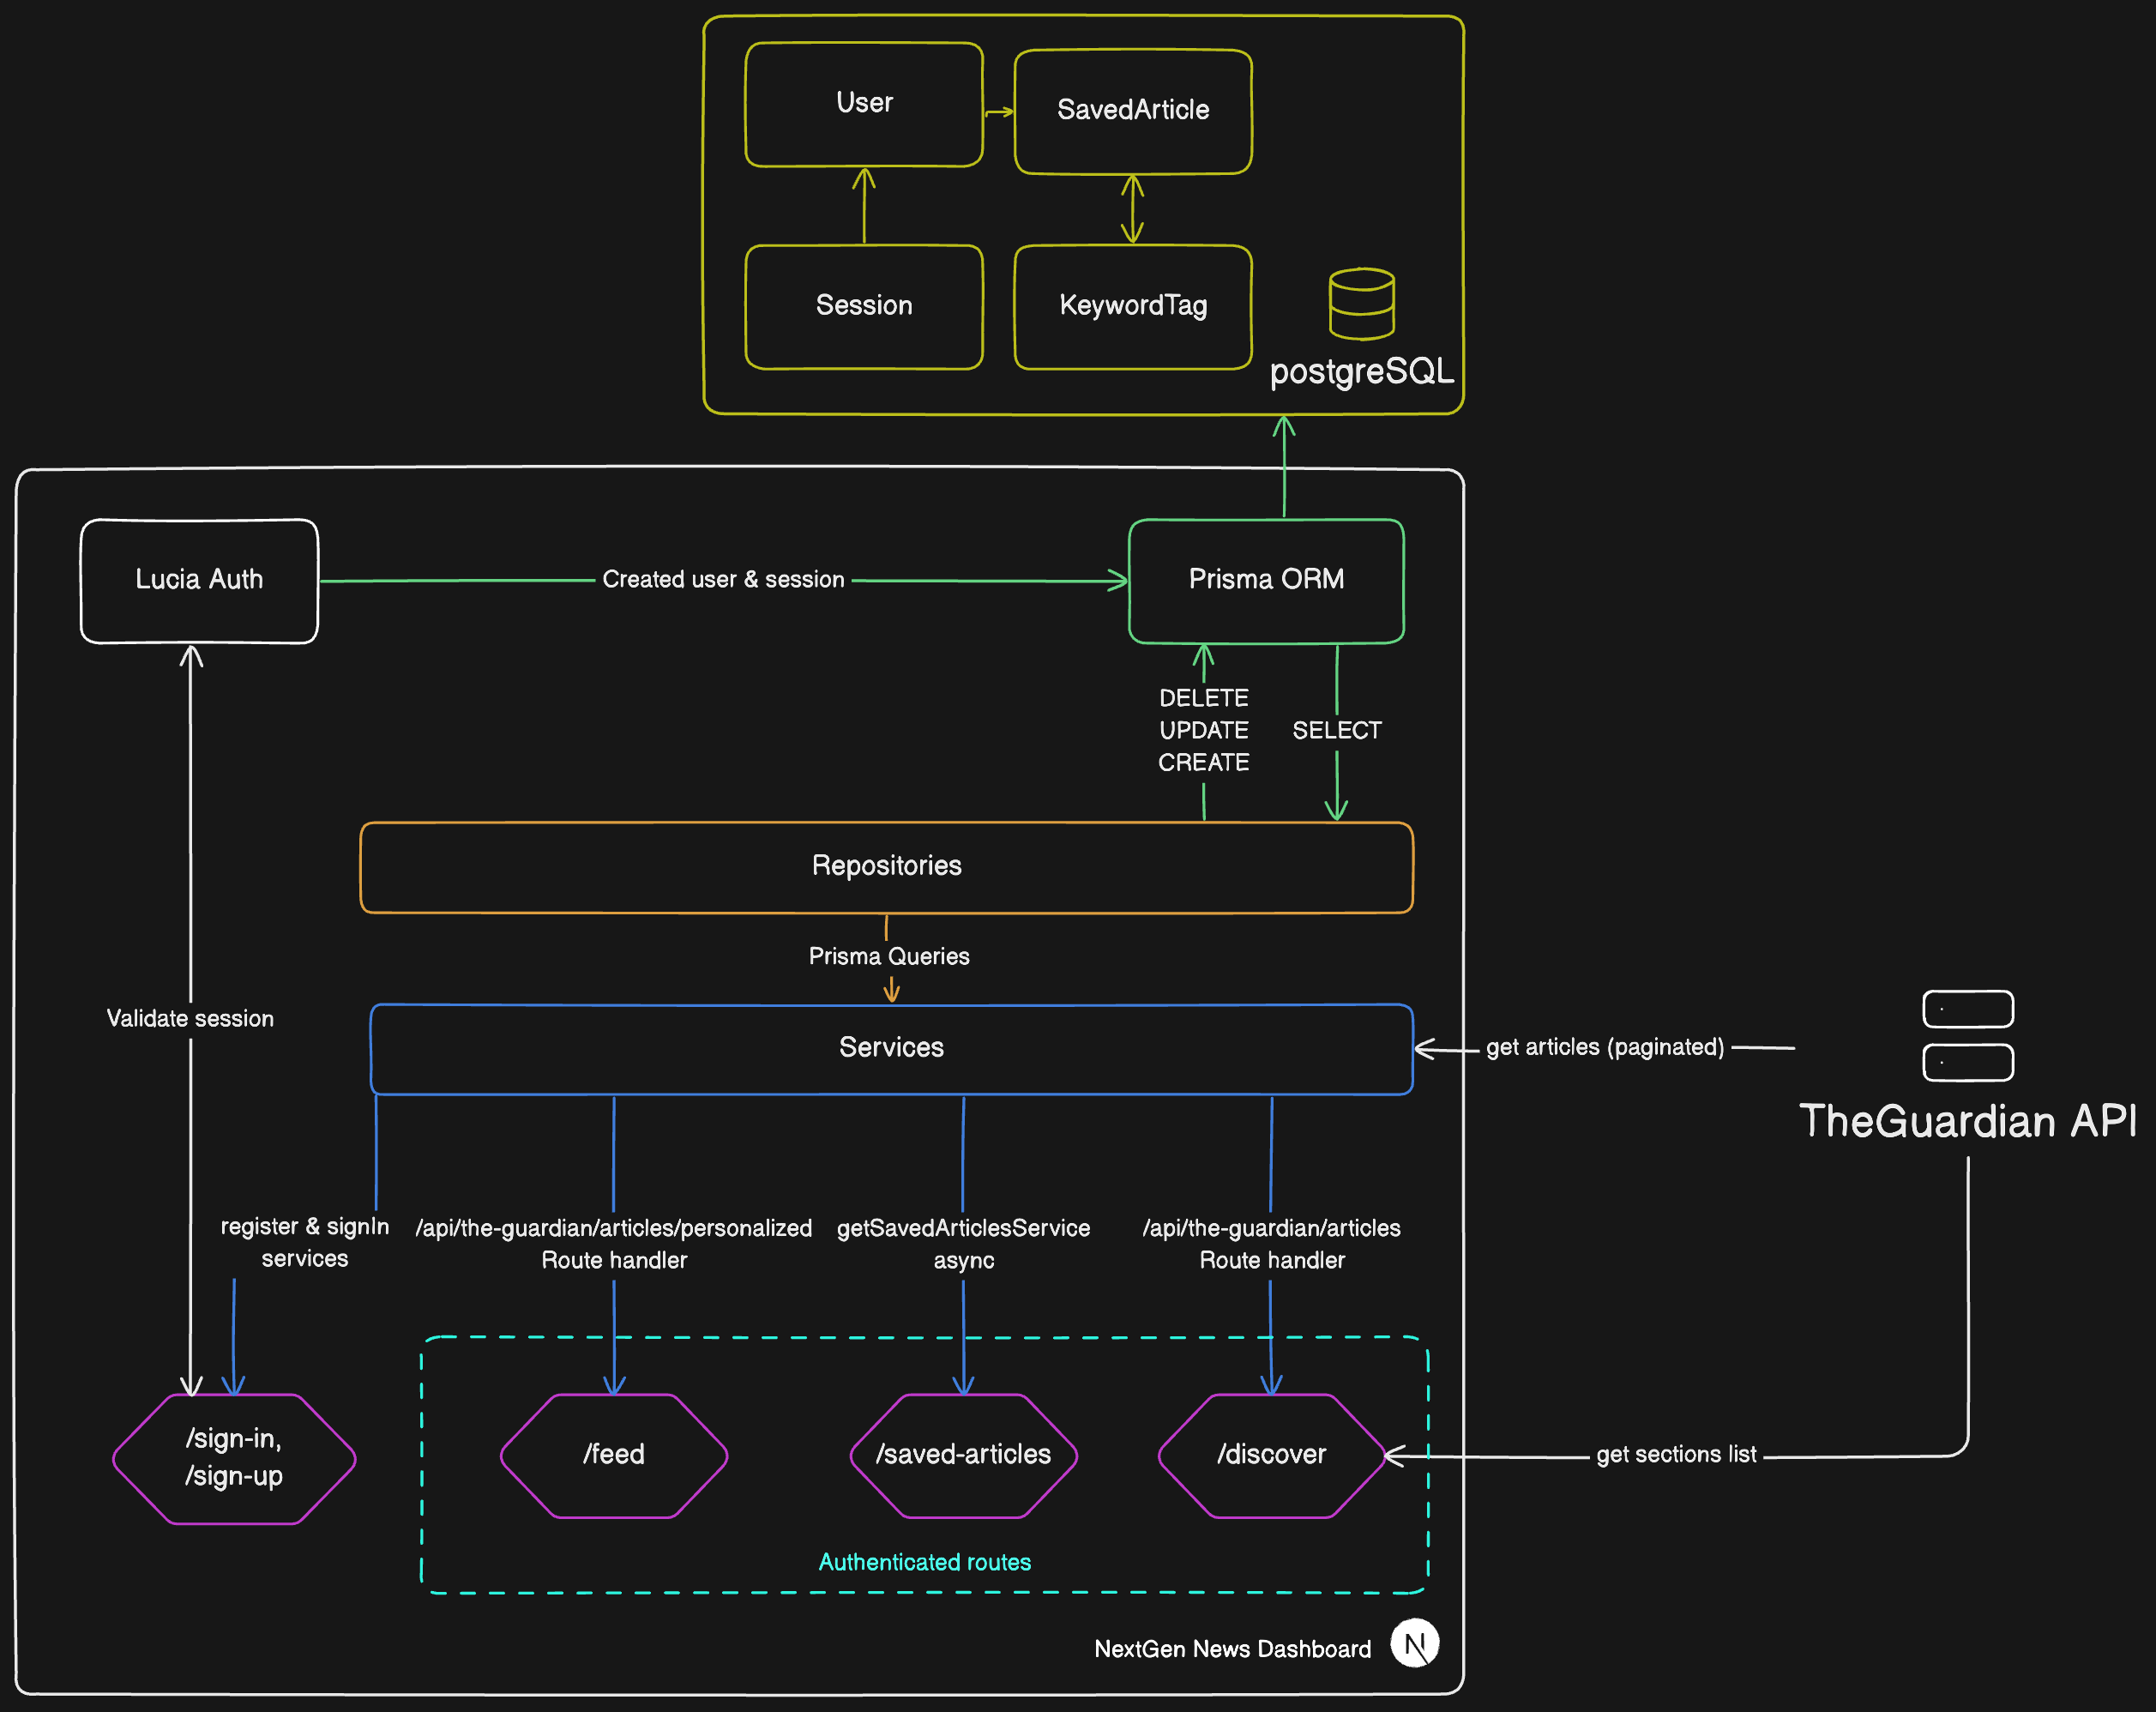 User
SavedArticle
Session
KeywordTag
postgreSQL
Lucia Auth
Created user & session
Prisma ORM
DELETE
UPDATE
CREATE
SELECT
Repositories
Prisma Queries
Validate session
Services
get articles (paginated)
TheGuardian API
register & signIn
services
/api/the-guardian/articles/personalized
Route handler
getSavedArticlesService
async
/api/the-guardian/articles
Route handler
/sign-in,
/sign-up
/feed
/saved-articles
/discover
get sections list
Authenticated routes
NextGen News Dashboard
N